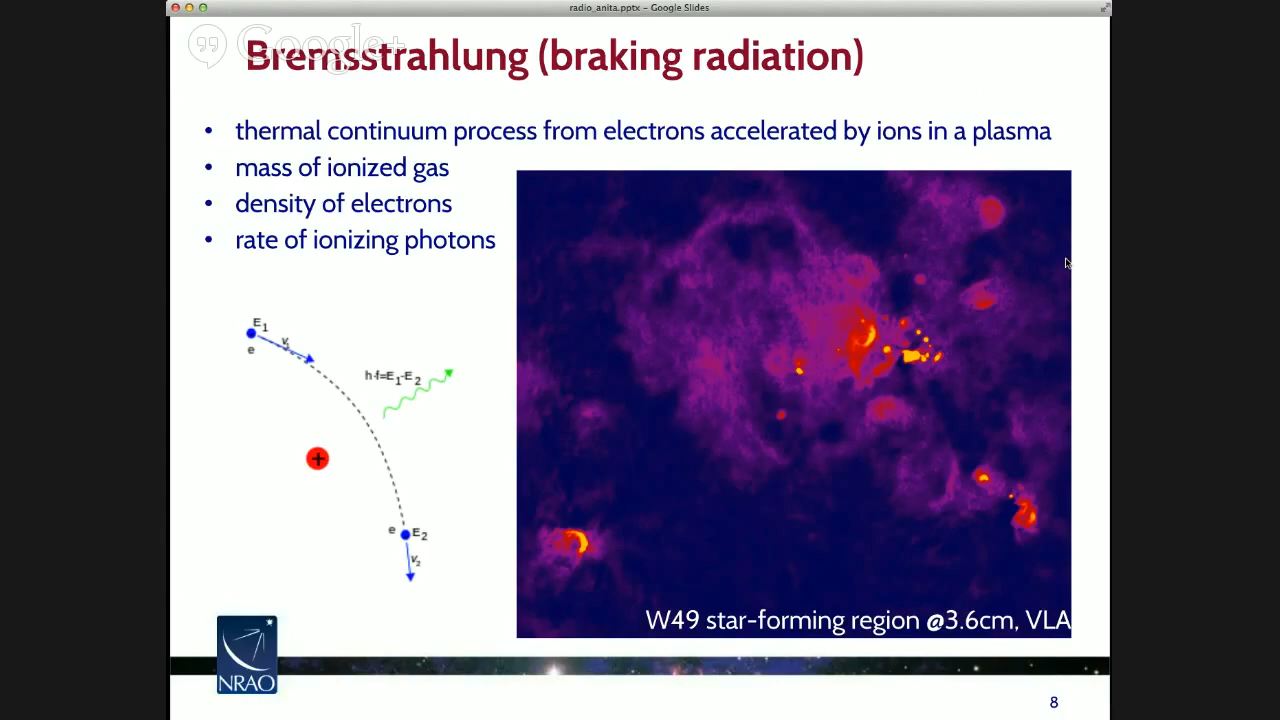 radio_anita.pptx – Google Slides
Google+
Bremsstrahlung (braking radiation)
• thermal continuum process from electrons accelerated by ions in a plasma
• mass of ionized gas
• density of electrons
• rate of ionizing photons
E1
e
h·f=E1-E2
+
e E2
v2
W49 star-forming region @3.6cm, VLA
NRAO
8